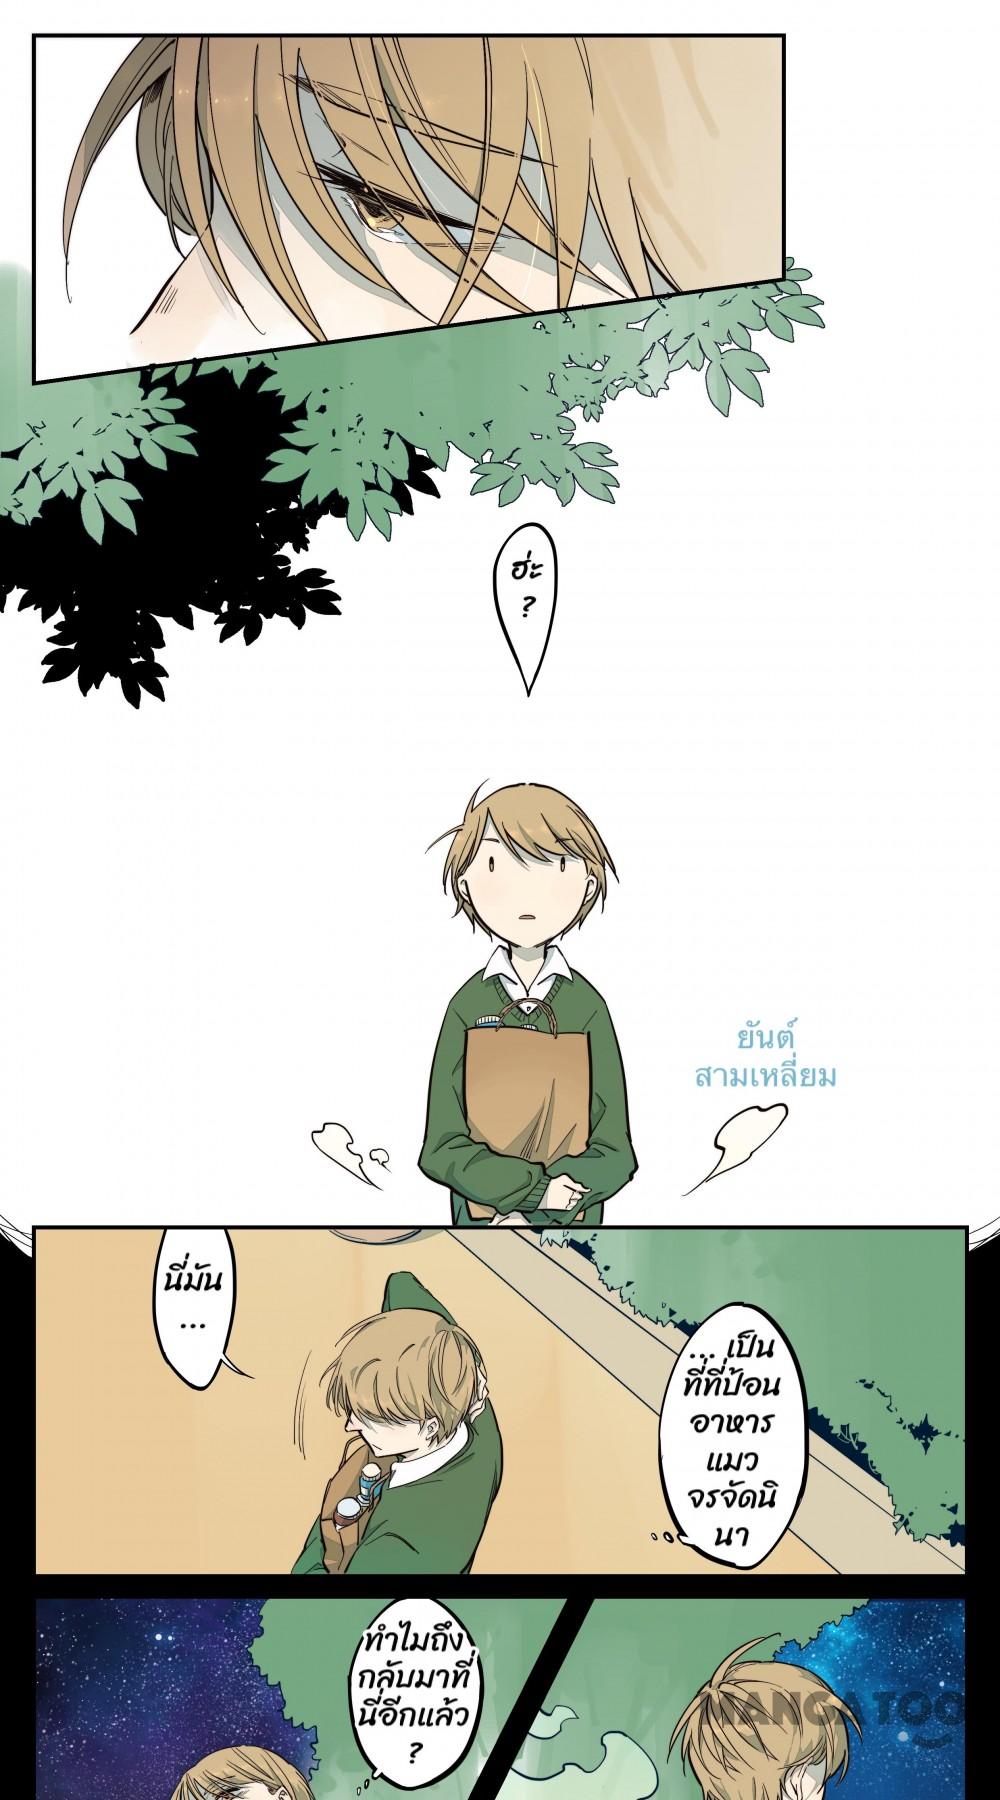 ฮ่ะ
?
ยันต์
สามเหลี่ยม
นี่มัน
...
... เป็น
ที่ที่ป้อน
อาหาร
แมว
จรจัดนิ
นา
ทำไมถึง
กลับมาที่
นี่อีกแล้ว
?
MANGA TOO